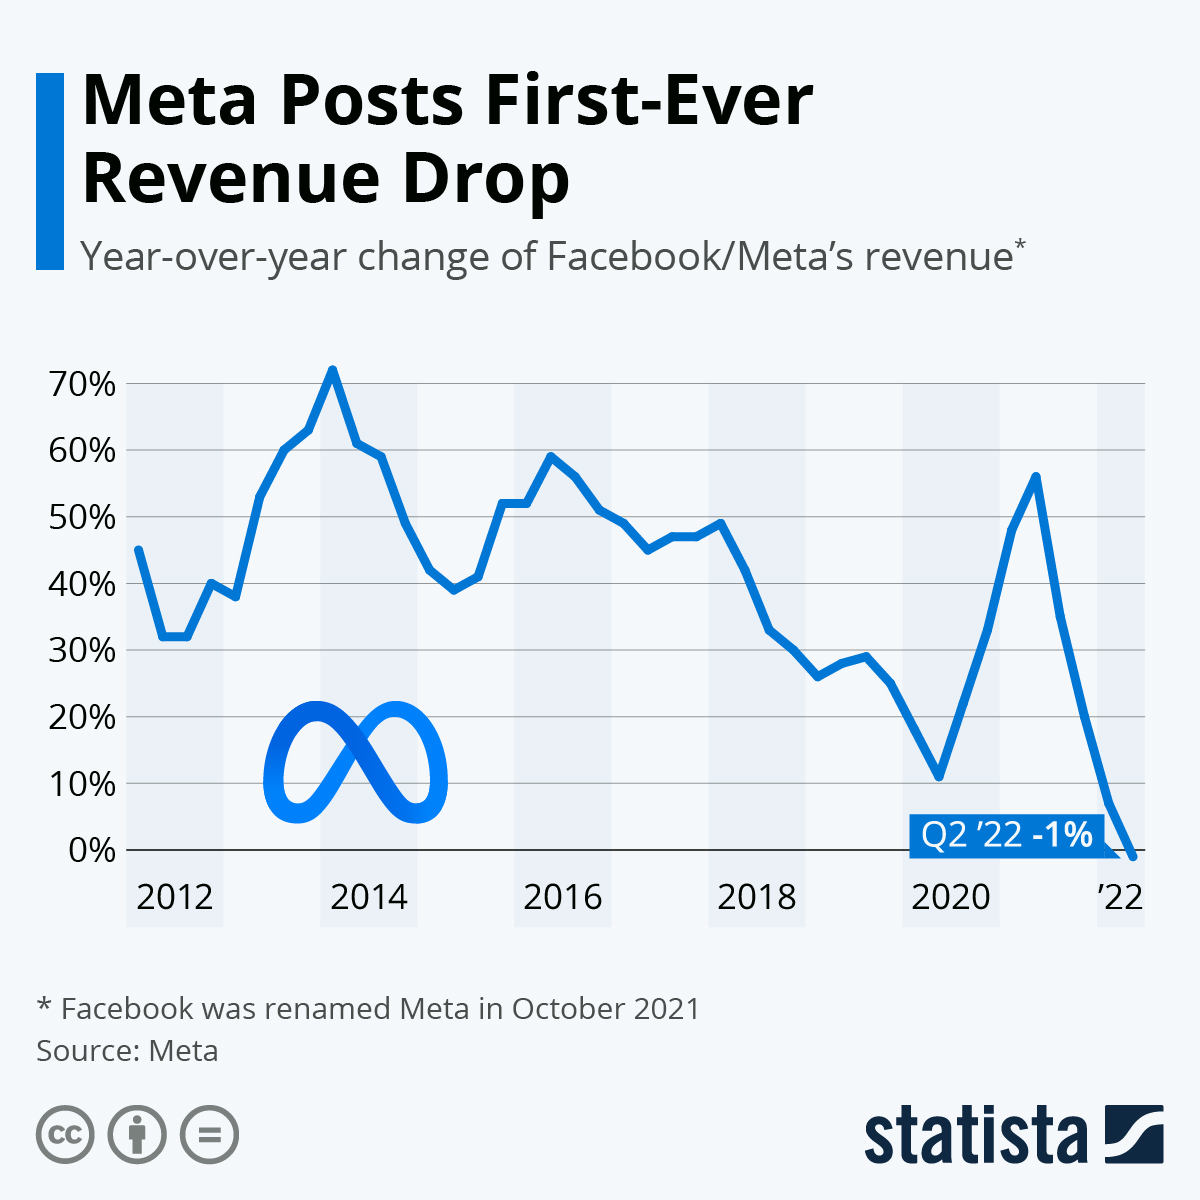 Meta Posts First-Ever
Revenue Drop
Year-over-year change of Facebook/Meta’s revenue*
70%
60%
50%
40%
30%
20%
10%
0%
Q2 ’22 -1%
2012 2014 2016 2018 2020 ’22
* Facebook was renamed Meta in October 2021
Source: Meta
cc
statista